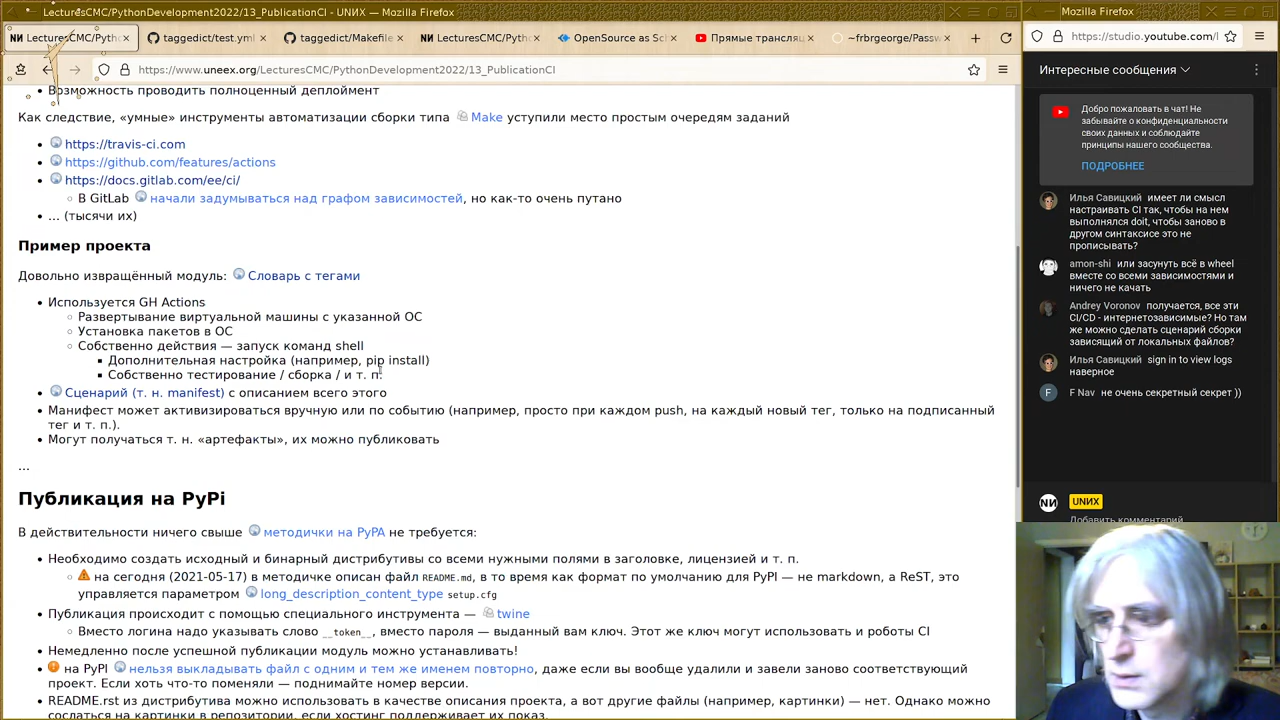 LecturesCMC/PythonDevelopment2022/13_PublicationCI - UNИX — Mozilla Firefox
Mozilla Firefox
LecturesCMC/Pytho
taggedict/test.yml
taggedict/Makefile
LecturesCMC/Pyth
OpenSource as Sc
Прямые трансляц
~frbrgeorge/Passw
https://www.uneex.org/LecturesCMC/PythonDevelopment2022/13_PublicationCI
https://studio.youtube.com/l
Возможность проводить полноценный деплоймент
Как следствие, «умные» инструменты автоматизации сборки типа Make уступили место простым очередям заданий
https://travis-ci.com
https://github.com/features/actions
https://docs.gitlab.com/ee/ci/
В GitLab начали задумываться над графом зависимостей, но как-то очень путано
… (тысячи их)
Пример проекта
Довольно извращённый модуль: Словарь с тегами
Используется GH Actions
Развертывание виртуальной машины с указанной ОС
Установка пакетов в ОС
Собственно действия — запуск команд shell
Дополнительная настройка (например, pip install)
Собственно тестирование / сборка / и т. п.
Сценарий (т. н. manifest) с описанием всего этого
Манифест может активизироваться вручную или по событию (например, просто при каждом push, на каждый новый тег, только на подписанный
тег и т. п.).
Могут получаться т. н. «артефакты», их можно публиковать
…
Публикация на PyPi
В действительности ничего свыше методички на PyPA не требуется:
Необходимо создать исходный и бинарный дистрибутивы со всеми нужными полями в заголовке, лицензией и т. п.
на сегодня (2021-05-17) в методичке описан файл README.md, в то время как формат по умолчанию для PyPI — не markdown, а ReST, это
управляется параметром long_description_content_type setup.cfg
Публикация происходит с помощью специального инструмента — twine
Вместо логина надо указывать слово __token__, вместо пароля — выданный вам ключ. Этот же ключ могут использовать и роботы CI
Немедленно после успешной публикации модуль можно устанавливать!
на PyPI нельзя выкладывать файл с одним и тем же именем повторно, даже если вы вообще удалили и завели заново соответствующий
проект. Если хоть что-то поменяли — поднимайте номер версии.
README.rst из дистрибутива можно использовать в качестве описания проекта, а вот другие файлы (например, картинки) — нет. Однако можно
сослаться на картинки в репозитории, если хостинг поддерживает их показ.
Интересные сообщения
Добро пожаловать в чат! Не
забывайте о конфиденциальности
своих данных и соблюдайте
принципы нашего сообщества.
ПОДРОБНЕЕ
Илья Савицкий имеет ли смысл
настраивать CI так, чтобы на нем
выполнялся doit, чтобы заново в
другом синтаксисе это не
прописывать?
amon-shi или засунуть всё в wheel
вместе со всеми зависимостями и
ничего не качать
Andrey Voronov получается, все эти
CI/CD - интернетозависимые? Но там
же можно сделать сценарий сборки
зависящий от локальных файлов?
Илья Савицкий sign in to view logs
наверное
F Nav не очень секретный секрет ))
UNИX
Добавить комментарий